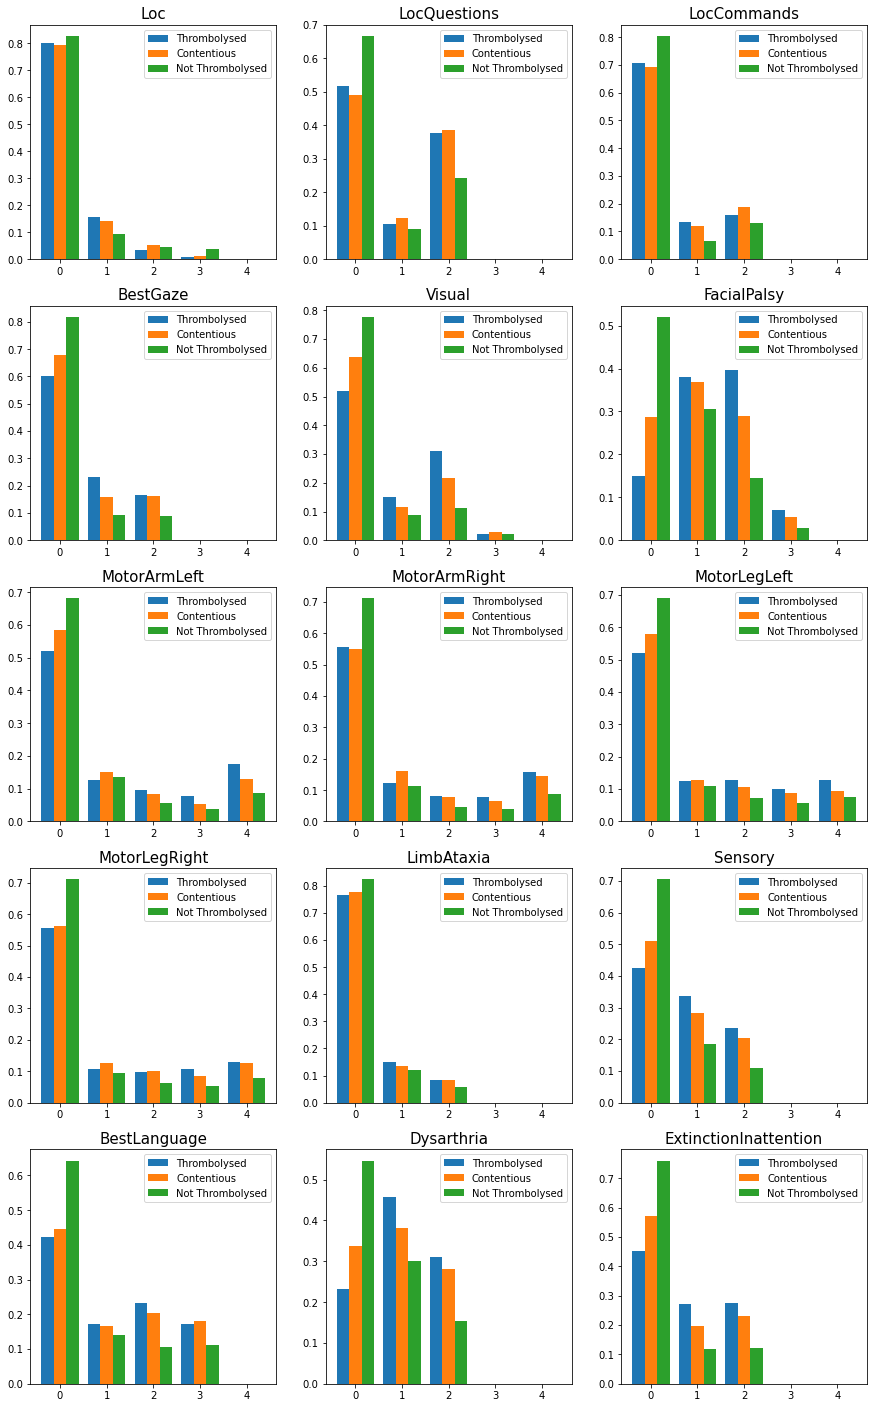 Loc
Thrombolysed
Contentious
Not Thrombolysed
0.8
0.7
0.6
0.5
0.4
0.3
0.2
0.1
0.0
0 1 2 3 4
LocQuestions
Thrombolysed
Contentious
Not Thrombolysed
0.7
0.6
0.5
0.4
0.3
0.2
0.1
0.0
0 1 2 3 4
LocCommands
Thrombolysed
Contentious
Not Thrombolysed
0.8
0.7
0.6
0.5
0.4
0.3
0.2
0.1
0.0
0 1 2 3 4
BestGaze
Thrombolysed
Contentious
Not Thrombolysed
0.8
0.7
0.6
0.5
0.4
0.3
0.2
0.1
0.0
0 1 2 3 4
Visual
Thrombolysed
Contentious
Not Thrombolysed
0.8
0.7
0.6
0.5
0.4
0.3
0.2
0.1
0.0
0 1 2 3 4
FacialPalsy
Thrombolysed
Contentious
Not Thrombolysed
0.5
0.4
0.3
0.2
0.1
0.0
0 1 2 3 4
MotorArmLeft
Thrombolysed
Contentious
Not Thrombolysed
0.7
0.6
0.5
0.4
0.3
0.2
0.1
0.0
0 1 2 3 4
MotorArmRight
Thrombolysed
Contentious
Not Thrombolysed
0.7
0.6
0.5
0.4
0.3
0.2
0.1
0.0
0 1 2 3 4
MotorLegLeft
Thrombolysed
Contentious
Not Thrombolysed
0.7
0.6
0.5
0.4
0.3
0.2
0.1
0.0
0 1 2 3 4
MotorLegRight
Thrombolysed
Contentious
Not Thrombolysed
0.7
0.6
0.5
0.4
0.3
0.2
0.1
0.0
0 1 2 3 4
LimbAtaxia
Thrombolysed
Contentious
Not Thrombolysed
0.8
0.7
0.6
0.5
0.4
0.3
0.2
0.1
0.0
0 1 2 3 4
Sensory
Thrombolysed
Contentious
Not Thrombolysed
0.7
0.6
0.5
0.4
0.3
0.2
0.1
0.0
0 1 2 3 4
BestLanguage
Thrombolysed
Contentious
Not Thrombolysed
0.6
0.5
0.4
0.3
0.2
0.1
0.0
0 1 2 3 4
Dysarthria
Thrombolysed
Contentious
Not Thrombolysed
0.5
0.4
0.3
0.2
0.1
0.0
0 1 2 3 4
ExtinctionInattention
Thrombolysed
Contentious
Not Thrombolysed
0.7
0.6
0.5
0.4
0.3
0.2
0.1
0.0
0 1 2 3 4